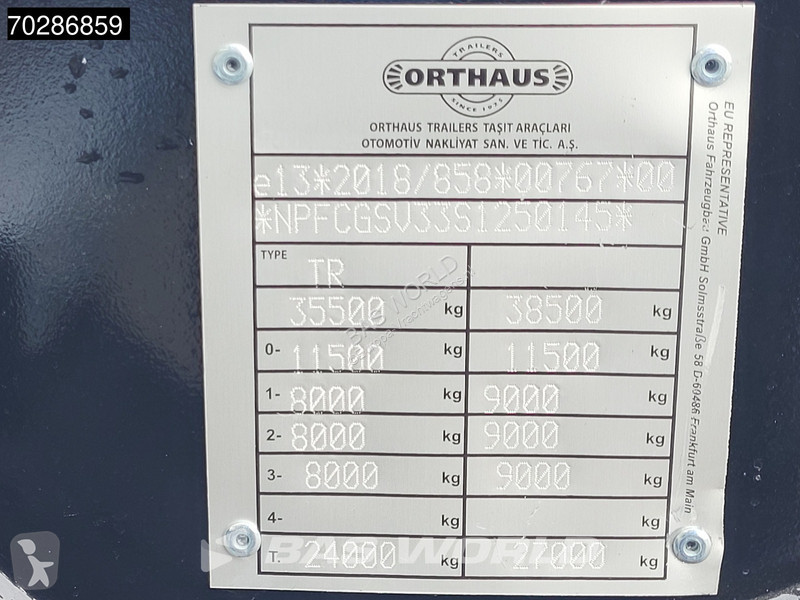 70286859
TRAILERS
ORTHAUS
SINCE 1975
ORTHAUS TRAILERS TAŞIT ARAÇLARI
OTOMOTİV NAKLİYAT SAN. VE TİC. A.Ş.
e13*2018/858*00767*00
*NPFCGSV33S1250145*
TYPE TR
35500 kg 38500 kg
0- 11500 kg 11500 kg
1- 8000 kg 9000 kg
2- 8000 kg 9000 kg
3- 8000 kg 9000 kg
4- kg kg
T. 24000 kg 27000 kg
EU REPRESENTATIVE
Orthaus Fahrzeugbau GmbH Solmsstraße 58 D-60486 Frankfurt am Main
BAS WORLD
BAS WORLD